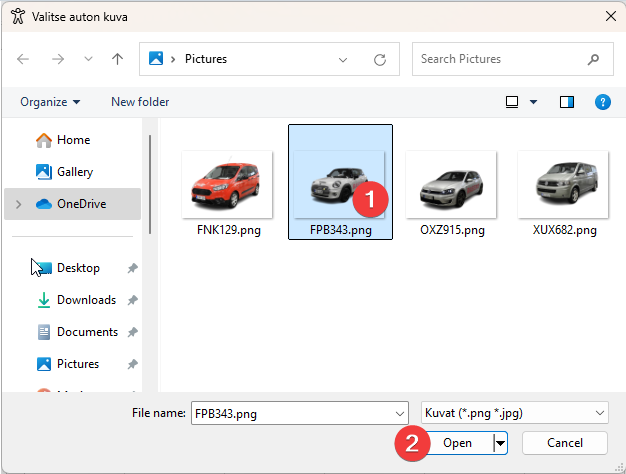 Valitse auton kuva
Pictures
Search Pictures
Organize
New folder
?
Home
Gallery
OneDrive
Desktop
Downloads
Documents
Pictures
1
FNK129.png
FPB343.png
OXZ915.png
XUX682.png
File name:
FPB343.png
Kuvat (*.png *.jpg)
2
Open
Cancel